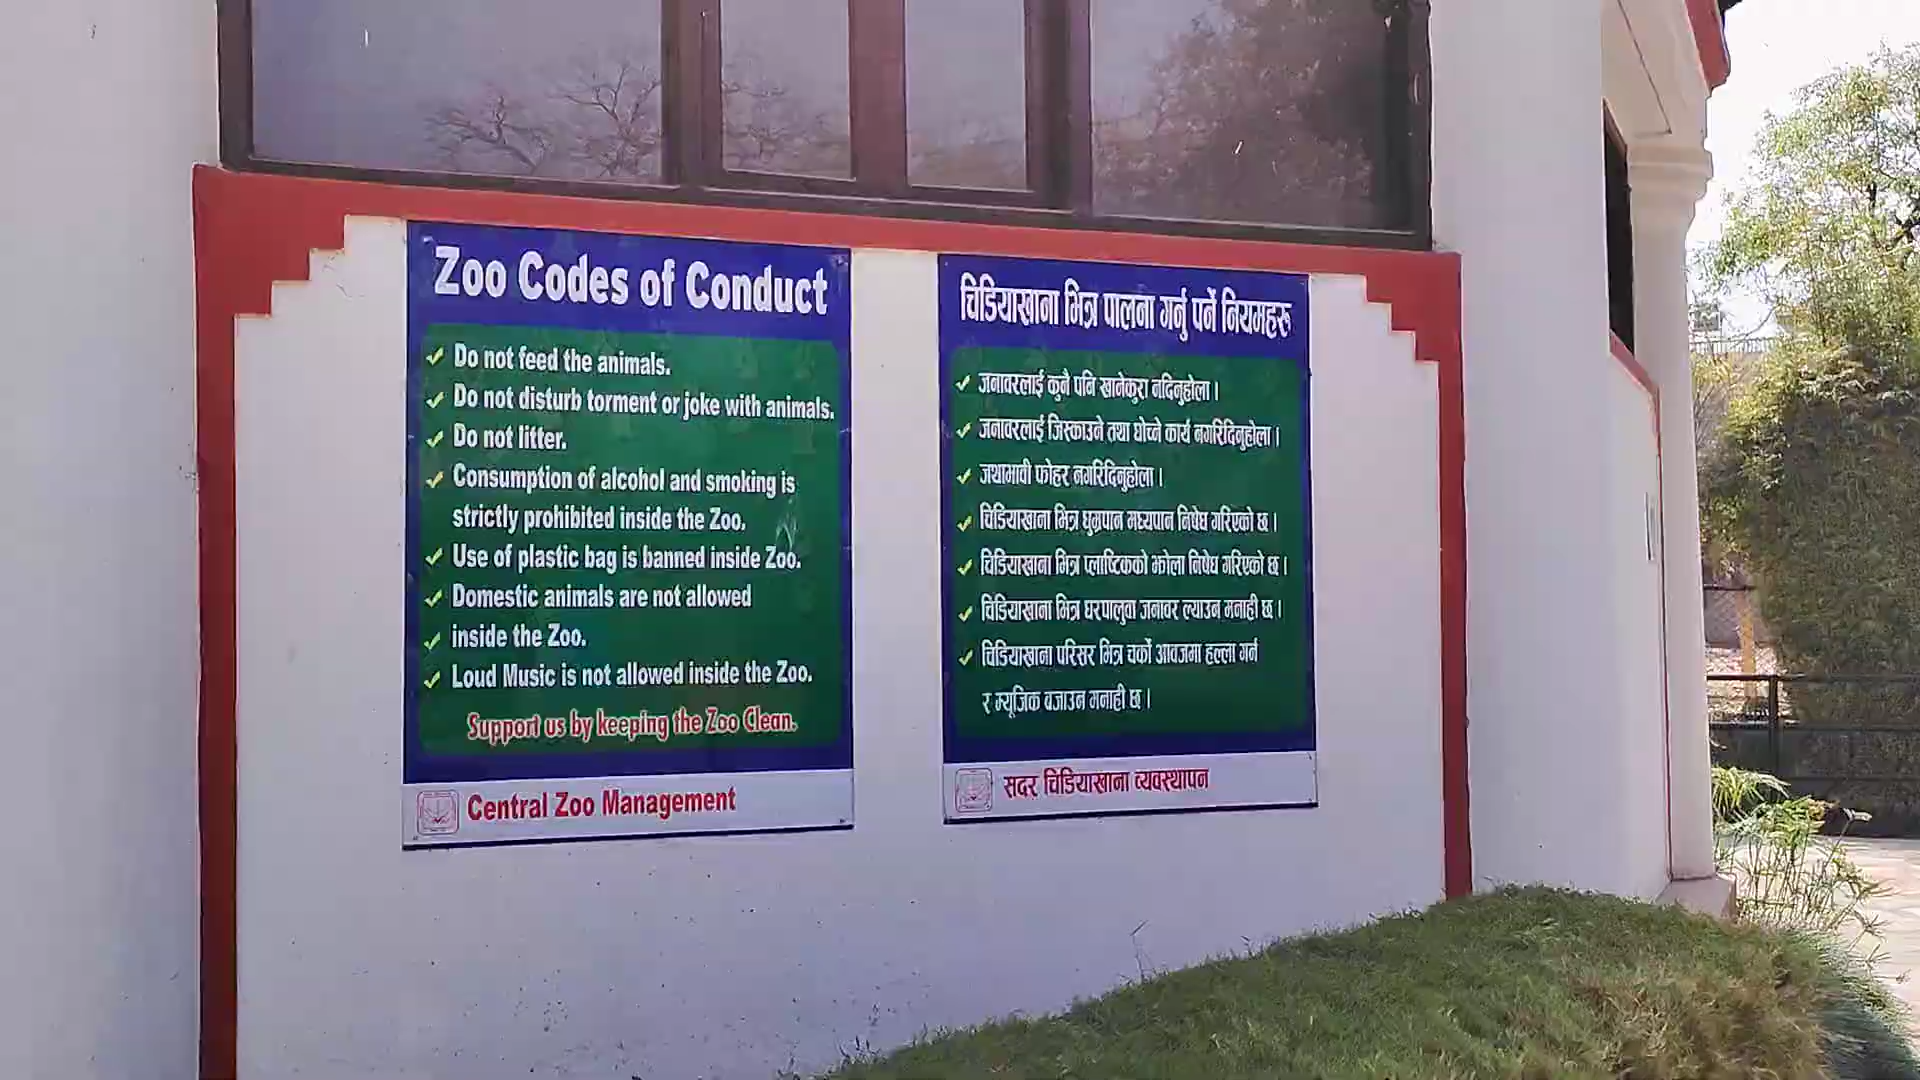 Zoo Codes of Conduct
Do not feed the animals.
Do not disturb torment or joke with animals.
Do not litter.
Consumption of alcohol and smoking is
strictly prohibited inside the Zoo.
Use of plastic bag is banned inside Zoo.
Domestic animals are not allowed
inside the Zoo.
Loud Music is not allowed inside the Zoo.
Support us by keeping the Zoo Clean.
Central Zoo Management
चिडियाखाना भित्र पालना गर्नु पर्ने नियमहरु
जनावरलाई कुनै पनि खानेकुरा नदिनुहोला ।
जनावरलाई जिस्काउने तथा घोच्ने कार्य नगरिदिनुहोला ।
जथाभावी फोहर नगरिदिनुहोला ।
चिडियाखाना भित्र धुम्रपान मध्यपान निषेध गरिएको छ ।
चिडियाखाना भित्र प्लाष्टिकको झोला निषेध गरिएको छ ।
चिडियाखाना भित्र घरपालुवा जनावर ल्याउन मनाही छ ।
चिडियाखाना परिसर भित्र चर्को आवजमा हल्ला गर्न
र म्यूजिक बजाउन मनाही छ ।
सदर चिडियाखाना व्यवस्थापन